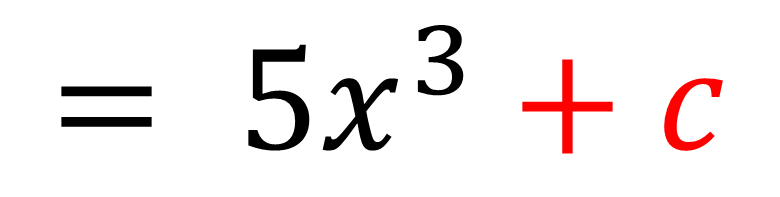 = 5x³ + c